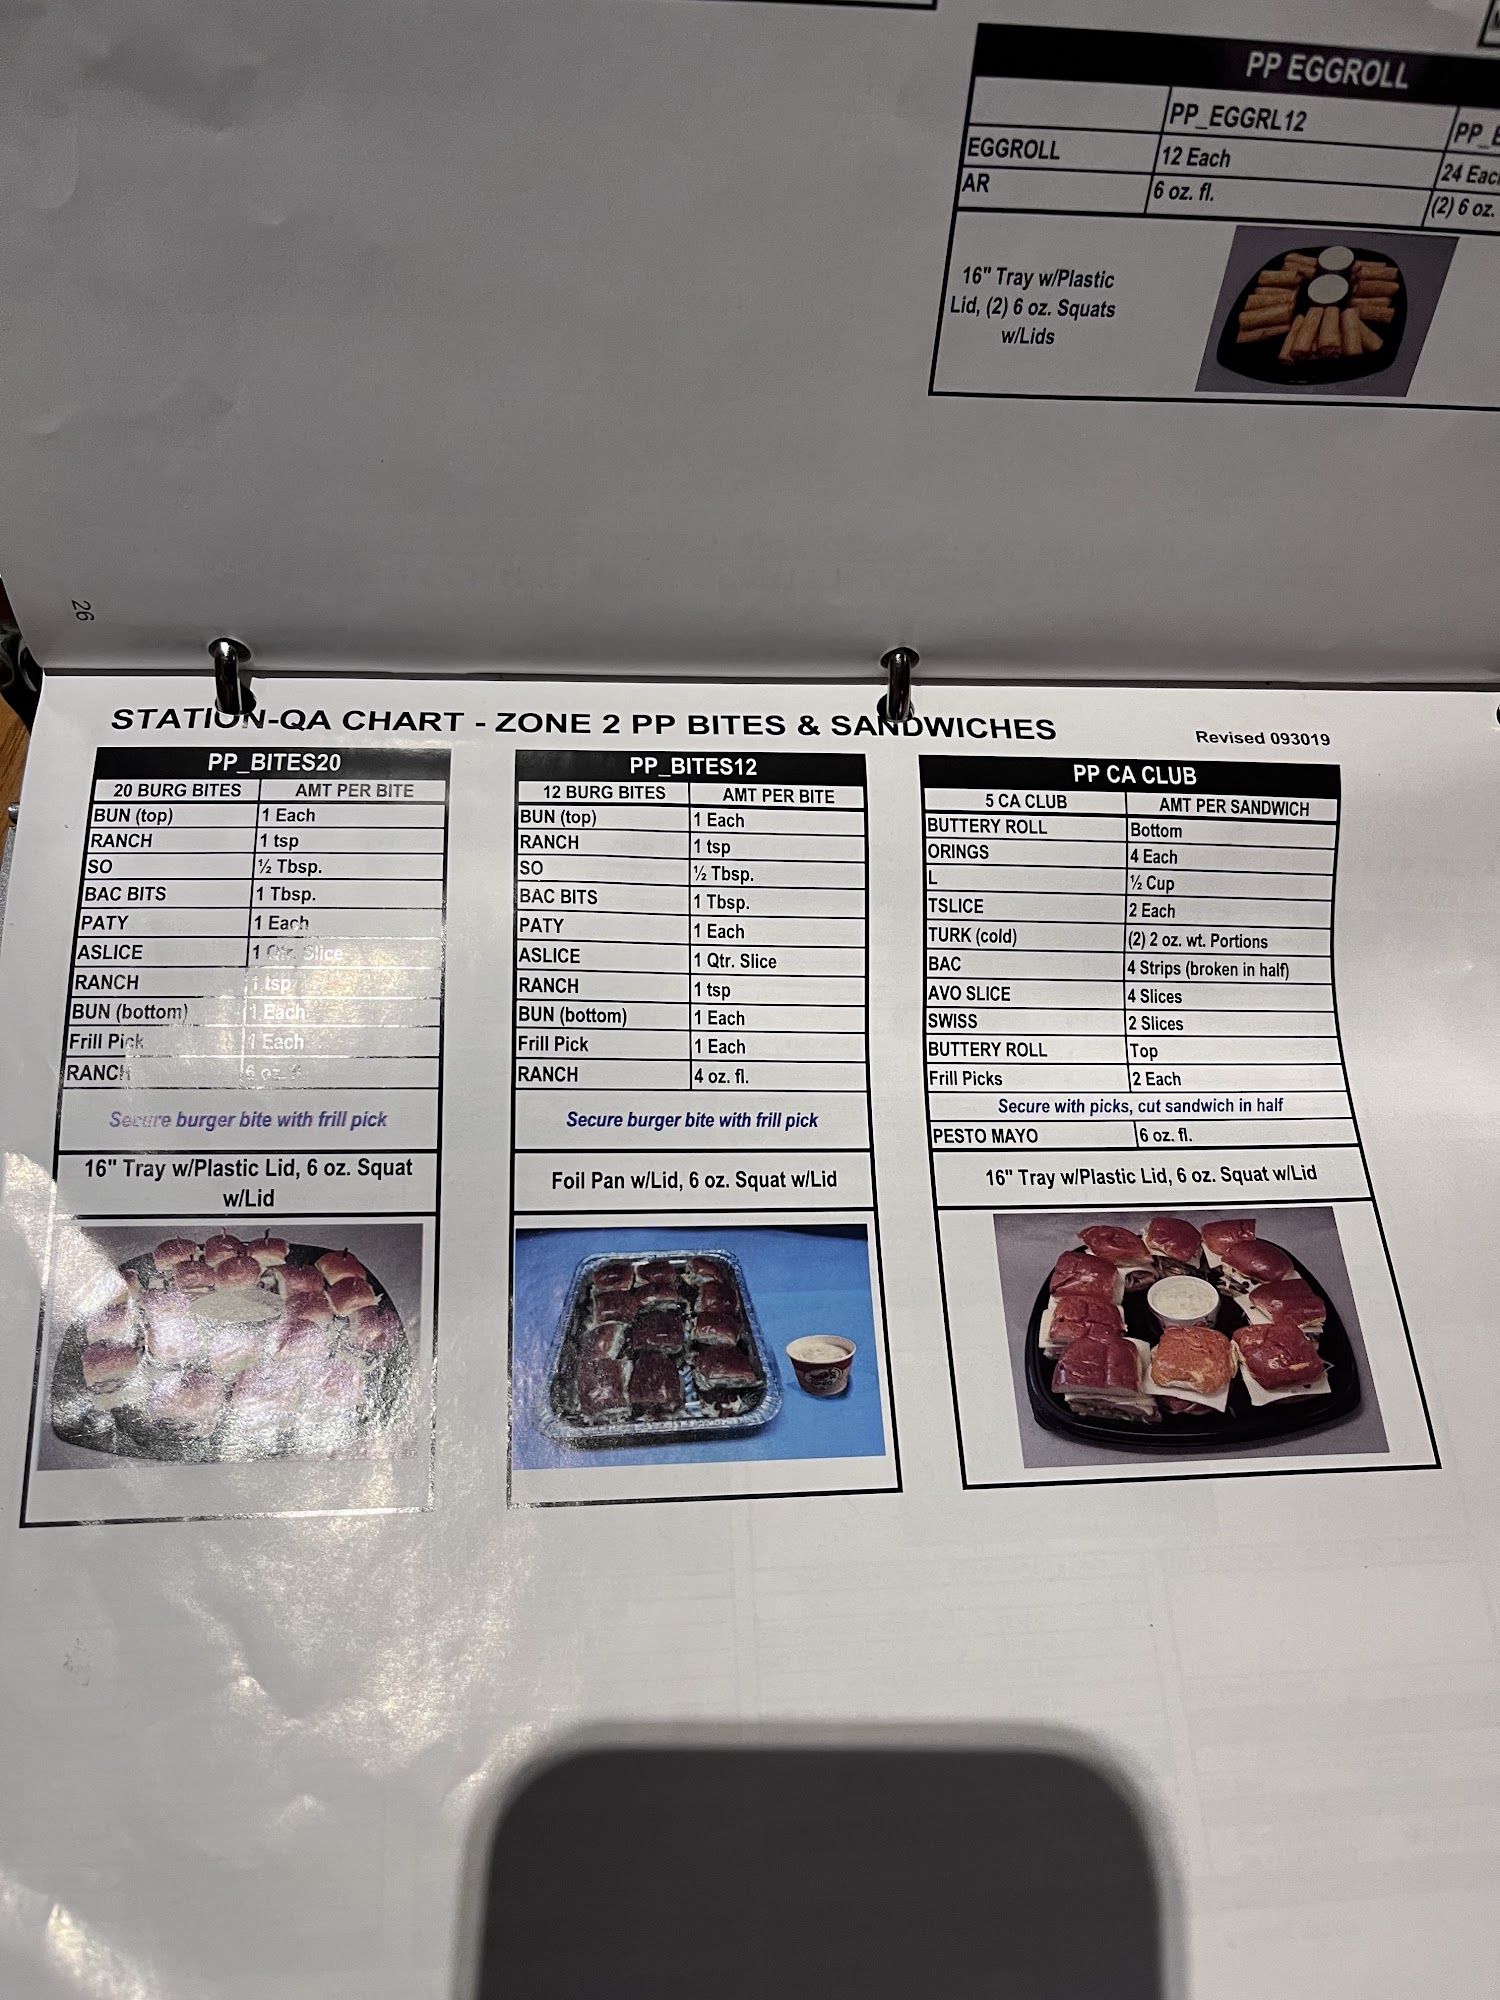 PP EGGROLL
PP_EGGRL12
EGGROLL 12 Each 24
AR 6 oz. fl. (2) 6 oz.
16" Tray w/Plastic
Lid, (2) 6 oz. Squats
w/Lids
26
STATION-QA CHART - ZONE 2 PP BITES & SANDWICHES
Revised 093019
PP_BITES20
20 BURG BITES AMT PER BITE
BUN (top) 1 Each
RANCH 1 tsp
SO ½ Tbsp.
BAC BITS 1 Tbsp.
PATY 1 Each
ASLICE 1 Qtr. Slice
RANCH 1 tsp
BUN (bottom) 1 Each
Frill Pick 1 Each
RANCH 6 oz.
Secure burger bite with frill pick
16" Tray w/Plastic Lid, 6 oz. Squat
w/Lid
PP_BITES12
12 BURG BITES AMT PER BITE
BUN (top) 1 Each
RANCH 1 tsp
SO ½ Tbsp.
BAC BITS 1 Tbsp.
PATY 1 Each
ASLICE 1 Qtr. Slice
RANCH 1 tsp
BUN (bottom) 1 Each
Frill Pick 1 Each
RANCH 4 oz. fl.
Secure burger bite with frill pick
Foil Pan w/Lid, 6 oz. Squat w/Lid
PP CA CLUB
5 CA CLUB AMT PER SANDWICH
BUTTERY ROLL Bottom
ORINGS 4 Each
L ½ Cup
TSLICE 2 Each
TURK (cold) (2) 2 oz. wt. Portions
BAC 4 Strips (broken in half)
AVO SLICE 4 Slices
SWISS 2 Slices
BUTTERY ROLL Top
Frill Picks 2 Each
Secure with picks, cut sandwich in half
PESTO MAYO 6 oz. fl.
16" Tray w/Plastic Lid, 6 oz. Squat w/Lid